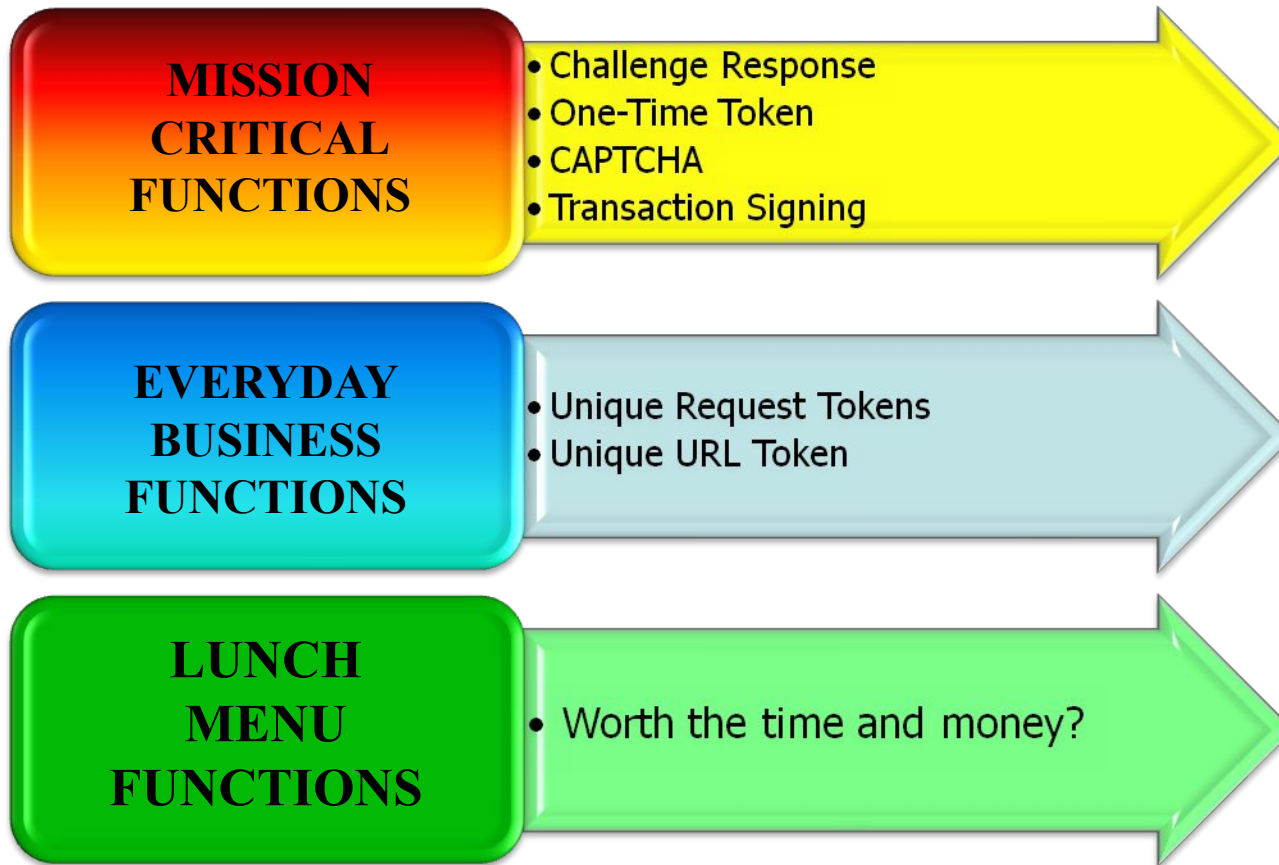 MISSION
CRITICAL
FUNCTIONS
• Challenge Response
• One-Time Token
• CAPTCHA
• Transaction Signing
EVERYDAY
BUSINESS
FUNCTIONS
• Unique Request Tokens
• Unique URL Token
LUNCH
MENU
FUNCTIONS
• Worth the time and money?